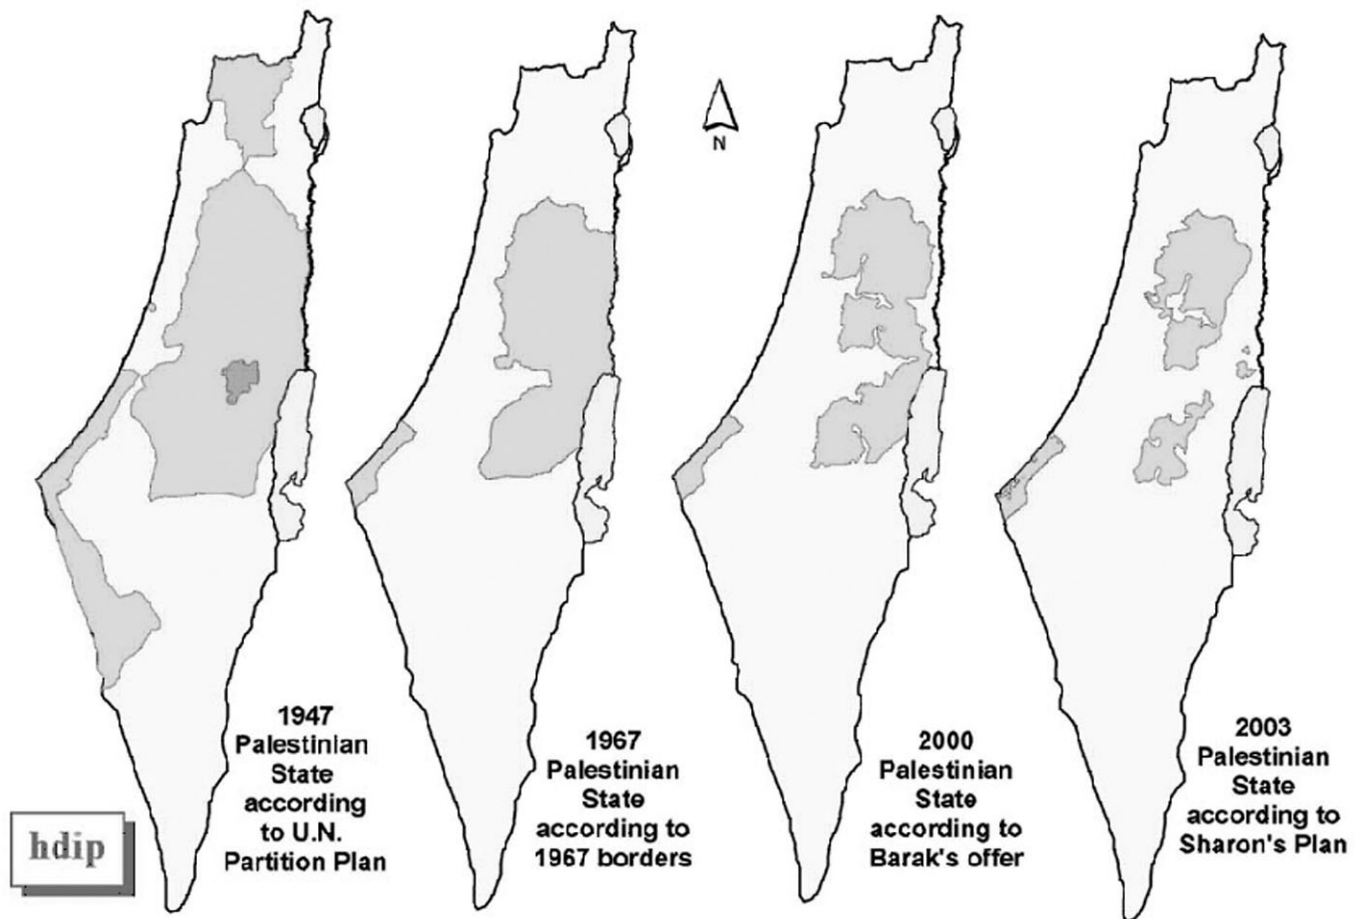 N
1947
Palestinian
State
according
to U.N.
Partition Plan
1967
Palestinian
State
according to
1967 borders
2000
Palestinian
State
according to
Barak's offer
2003
Palestinian
State
according to
Sharon's Plan
hdip